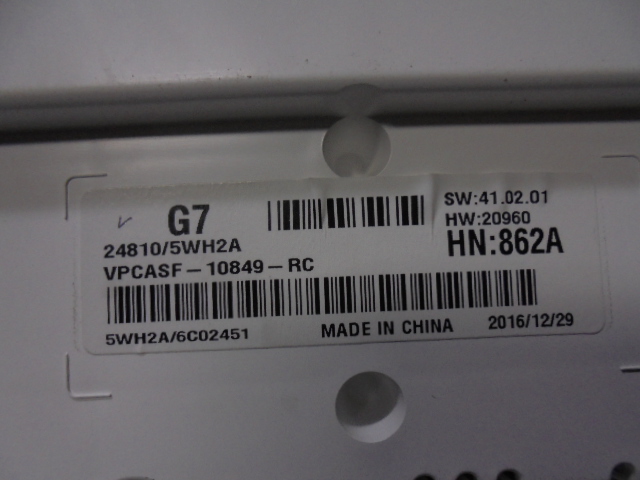 G7
SW:41.02.01
HW:20960
24810/5WH2A
HN:862A
VPCASF-10849-RC
5WH2A/6C02451
MADE IN CHINA
2016/12/29